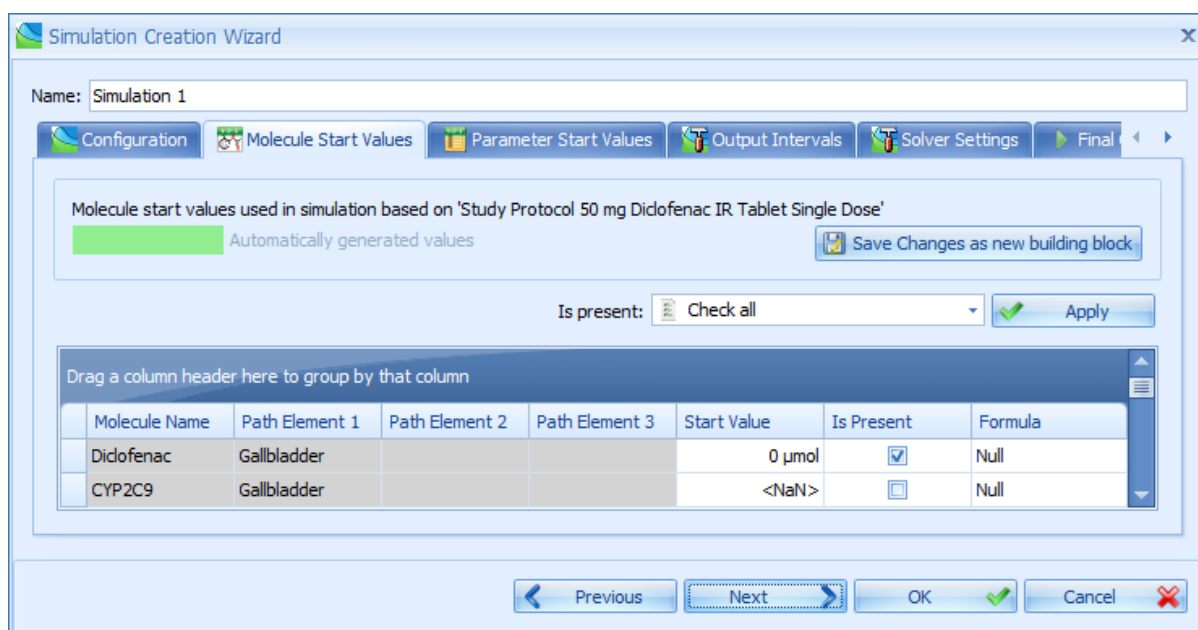 Simulation Creation Wizard
Name: Simulation 1
Configuration Molecule Start Values Parameter Start Values Output Intervals Solver Settings Final
Molecule start values used in simulation based on 'Study Protocol 50 mg Diclofenac IR Tablet Single Dose'
Automatically generated values Save Changes as new building block
Is present: Check all Apply
Drag a column header here to group by that column
Molecule Name Path Element 1 Path Element 2 Path Element 3 Start Value Is Present Formula
Diclofenac Gallbladder 0 µmol Null
CYP2C9 Gallbladder <NaN> Null
Previous Next OK Cancel